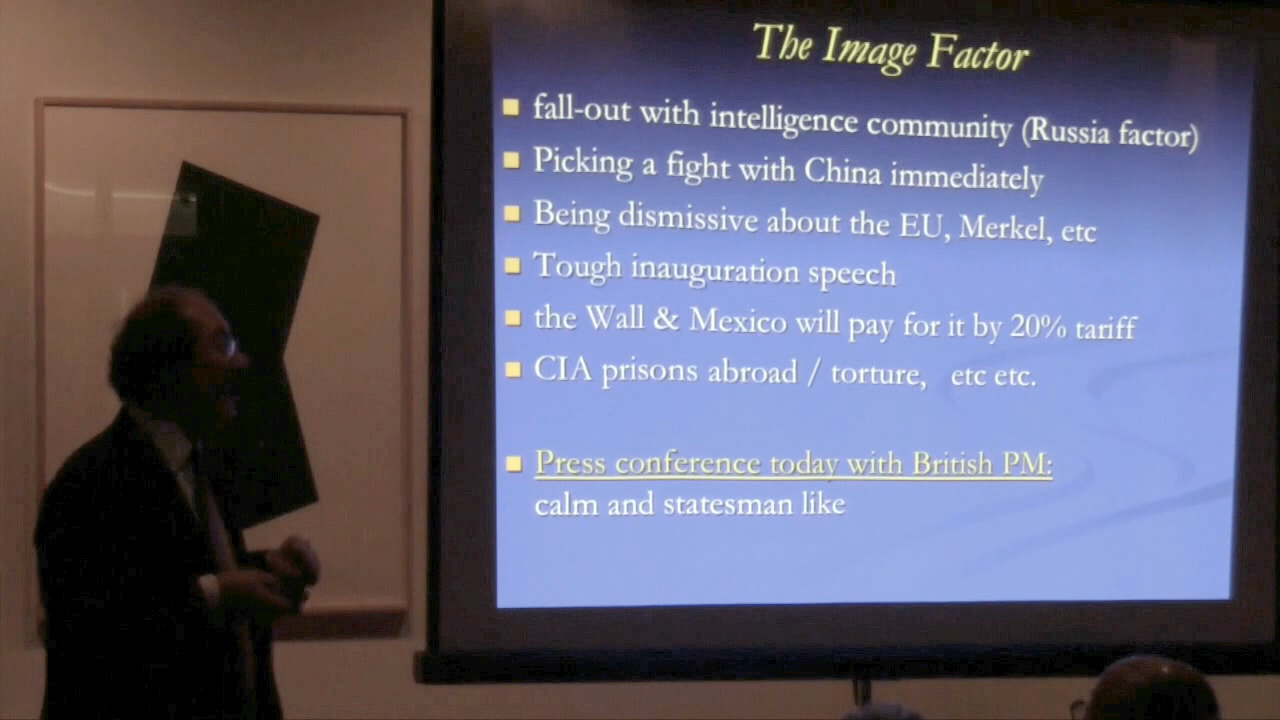 The Image Factor
fall-out with intelligence community (Russia factor)
Picking a fight with China immediately
Being dismissive about the EU, Merkel, etc
Tough inauguration speech
the Wall & Mexico will pay for it by 20% tariff
CIA prisons abroad / torture, etc etc.
Press conference today with British PM:
calm and statesman like